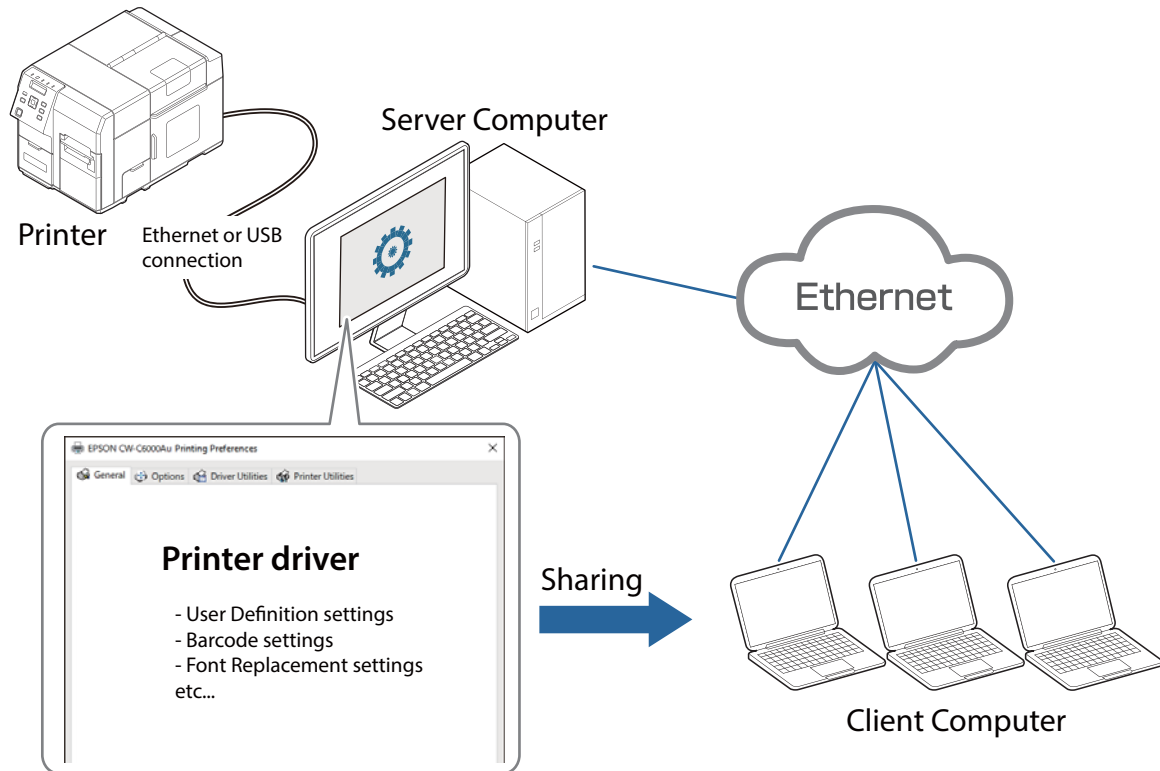 Server Computer
Printer
Ethernet or USB
connection
Ethernet
EPSON CW-C6000Au Printing Preferences
General Options Driver Utilities Printer Utilities
Printer driver
- User Definition settings
- Barcode settings
- Font Replacement settings
etc...
Sharing
Client Computer